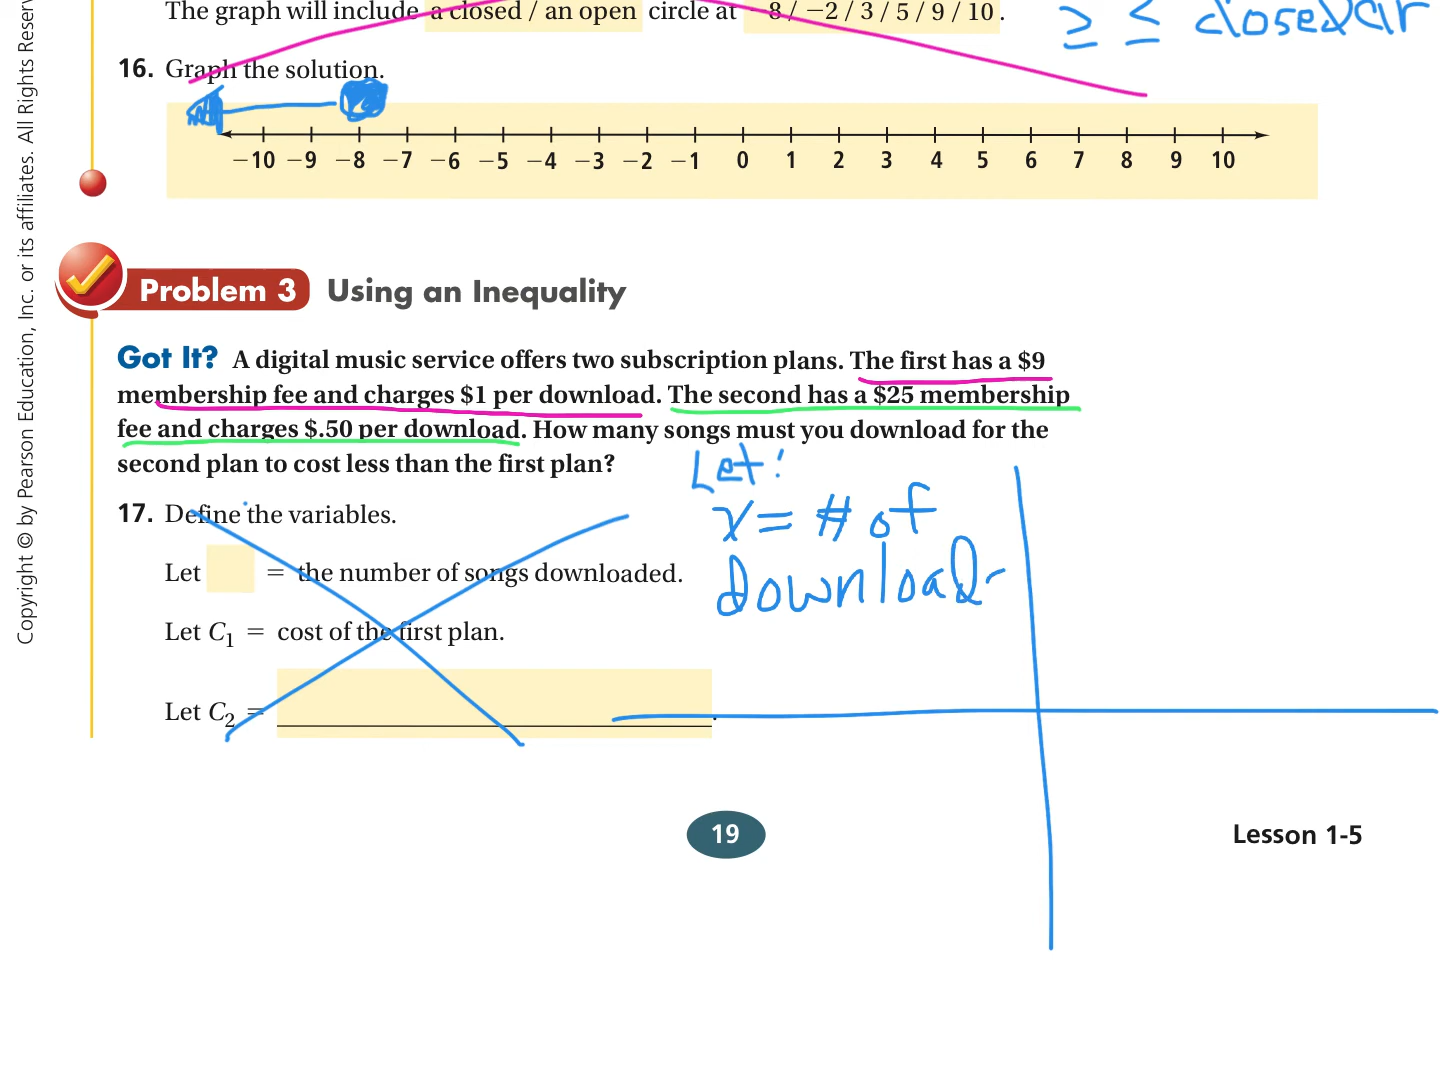 The graph will include a closed / an open circle at −8 / −2 / 3 / 5 / 9 / 10 .
≥ ≤ closed cir
16. Graph the solution.
−10 −9 −8 −7 −6 −5 −4 −3 −2 −1 0 1 2 3 4 5 6 7 8 9 10
Copyright © by Pearson Education, Inc. or its affiliates. All Rights Reserv
Problem 3 Using an Inequality
Got It? A digital music service offers two subscription plans. The first has a $9
membership fee and charges $1 per download. The second has a $25 membership
fee and charges $.50 per download. How many songs must you download for the
second plan to cost less than the first plan?
Let:
x = # of
download
17. Define the variables.
Let = the number of songs downloaded.
Let C₁ = cost of the first plan.
Let C₂ = .
19
Lesson 1-5